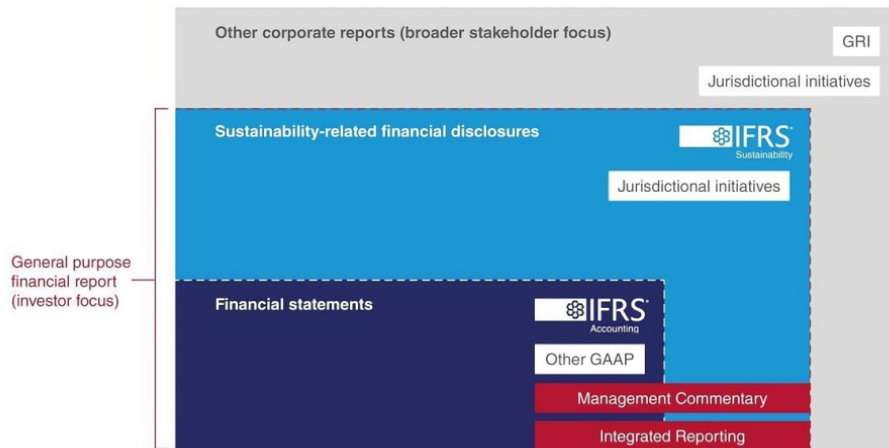 Other corporate reports (broader stakeholder focus)
GRI
Jurisdictional initiatives
Sustainability-related financial disclosures
IFRS
Sustainability
Jurisdictional initiatives
General purpose
financial report
(investor focus)
Financial statements
IFRS
Accounting
Other GAAP
Management Commentary
Integrated Reporting